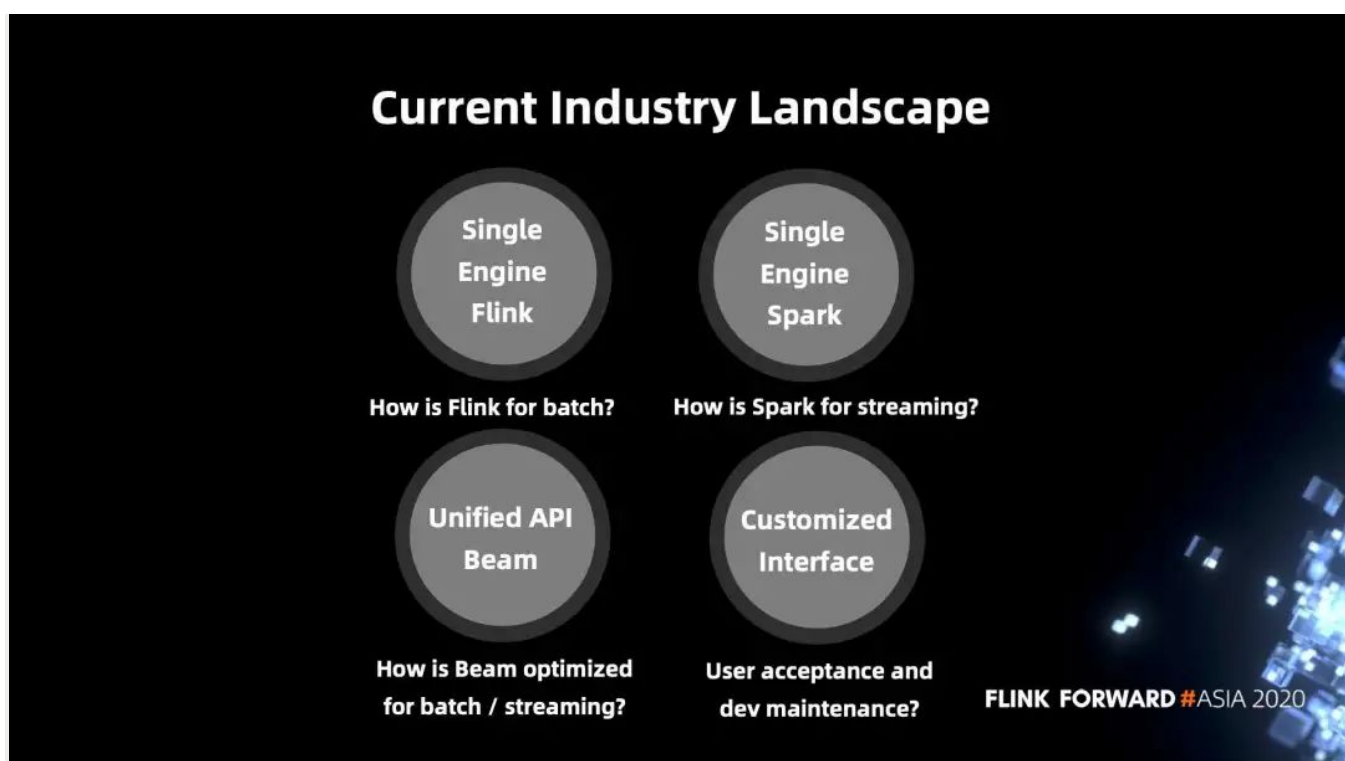 Current Industry Landscape
Single
Engine
Flink
Single
Engine
Spark
How is Flink for batch?
How is Spark for streaming?
Unified API
Beam
Customized
Interface
How is Beam optimized
for batch / streaming?
User acceptance and
dev maintenance?
FLINK FORWARD #ASIA 2020